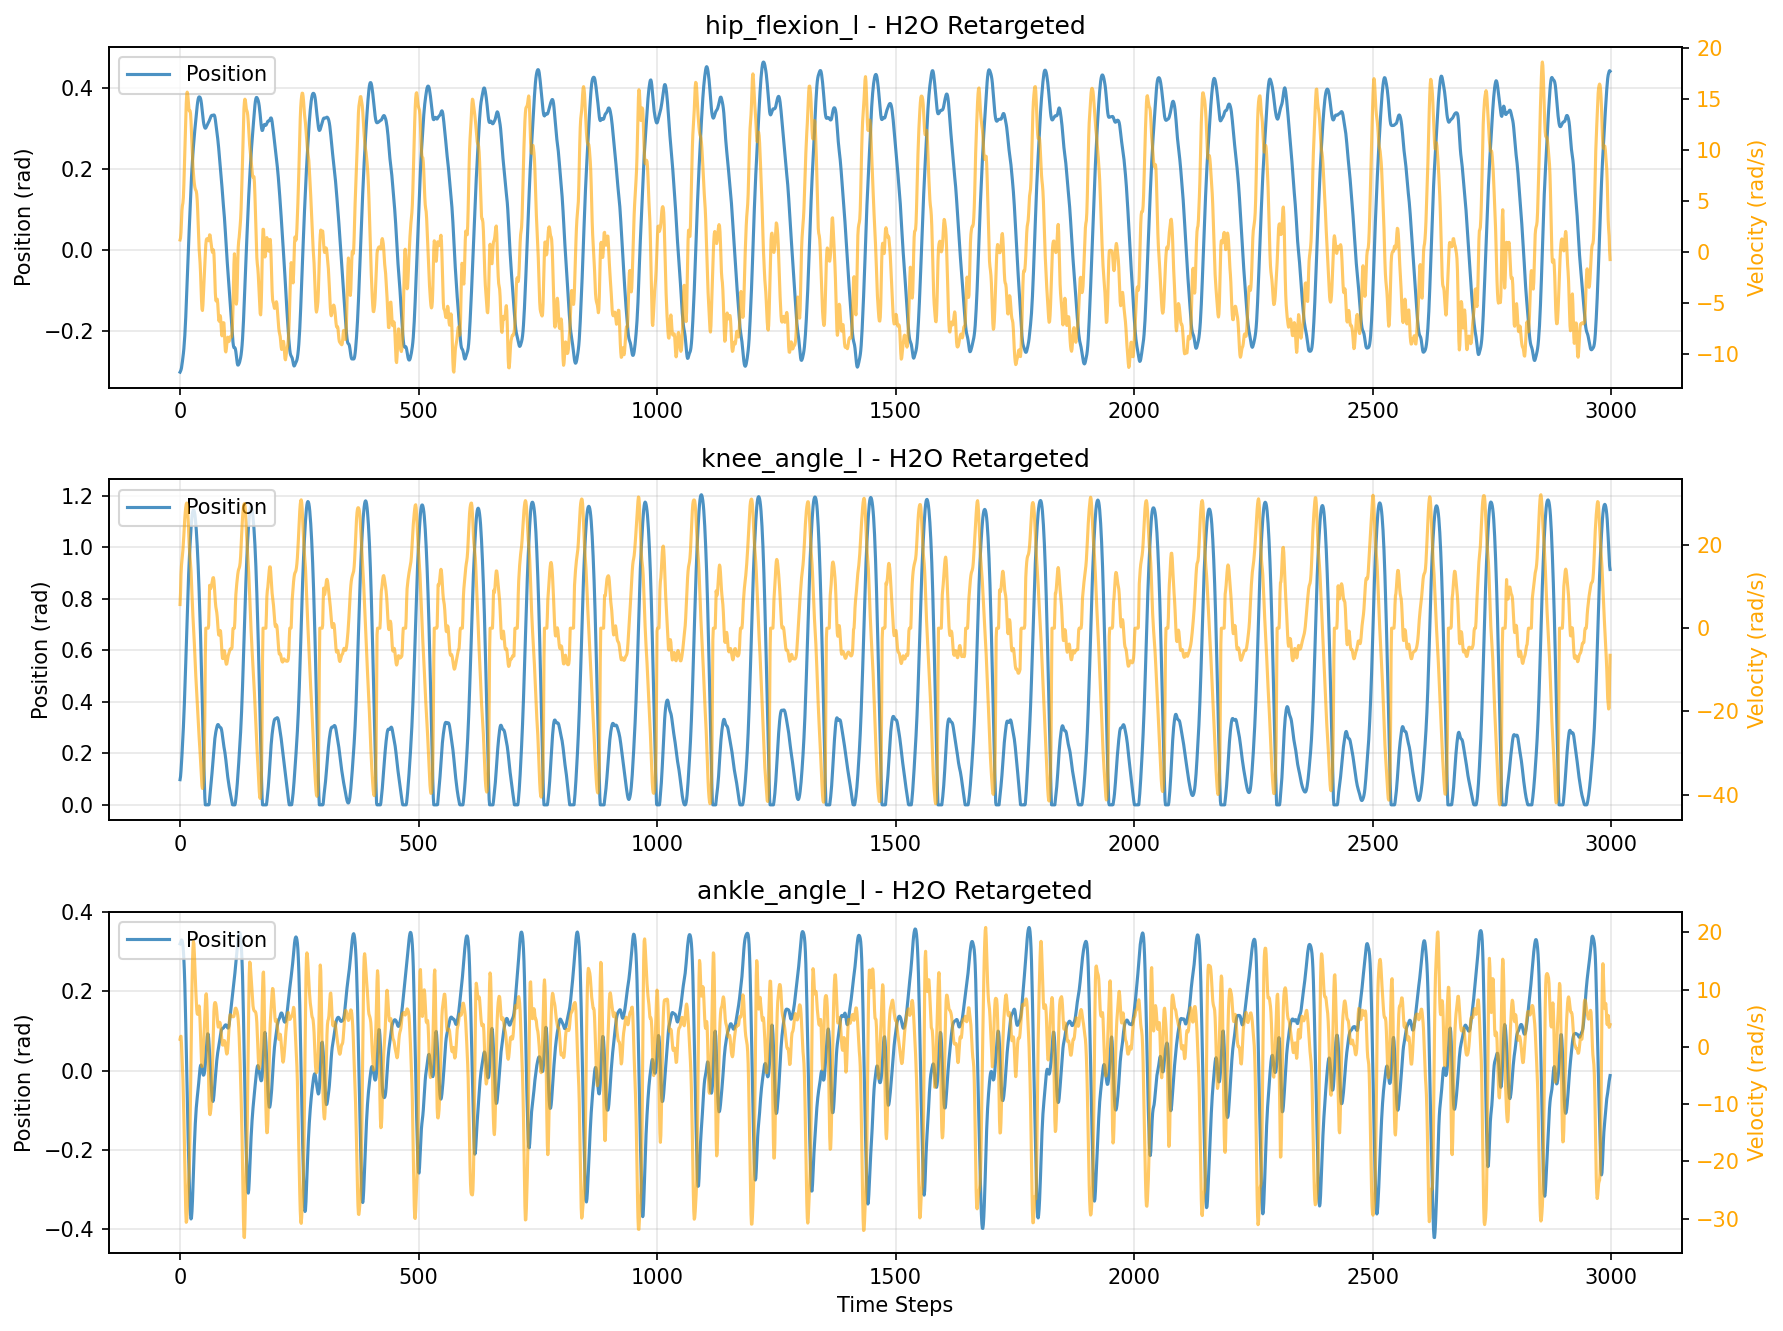 hip_flexion_l - H2O Retargeted
Position
0.4
0.2
0.0
−0.2
Position (rad)
20
15
10
5
0
−5
−10
Velocity (rad/s)
0 500 1000 1500 2000 2500 3000
knee_angle_l - H2O Retargeted
Position
1.2
1.0
0.8
0.6
0.4
0.2
0.0
Position (rad)
20
0
−20
−40
Velocity (rad/s)
0 500 1000 1500 2000 2500 3000
ankle_angle_l - H2O Retargeted
Position
0.4
0.2
0.0
−0.2
−0.4
Position (rad)
20
10
0
−10
−20
−30
Velocity (rad/s)
0 500 1000 1500 2000 2500 3000
Time Steps